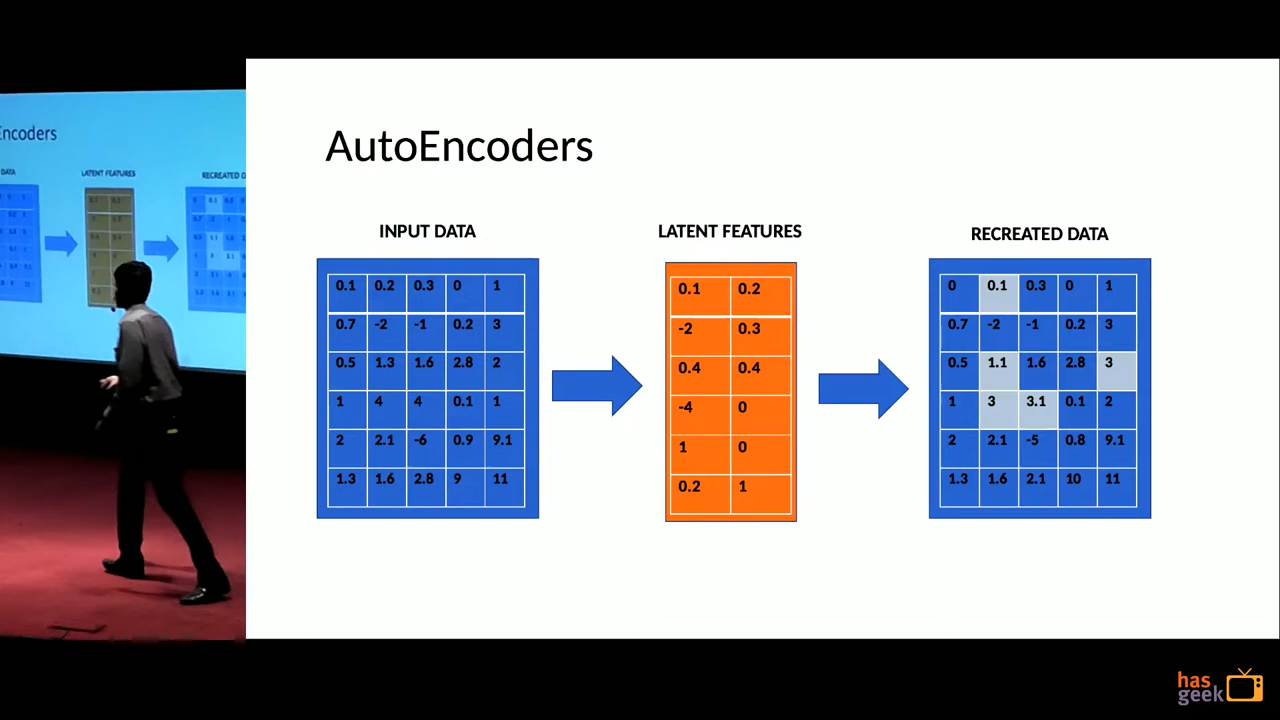 AutoEncoders
INPUT DATA
0.1 0.2 0.3 0 1
0.7 -2 -1 0.2 3
0.5 1.3 1.6 2.8 2
1 4 4 0.1 1
2 2.1 -6 0.9 9.1
1.3 1.6 2.8 9 11
LATENT FEATURES
0.1 0.2
-2 0.3
0.4 0.4
-4 0
1 0
0.2 1
RECREATED DATA
0 0.1 0.3 0 1
0.7 -2 -1 0.2 3
0.5 1.1 1.6 2.8 3
1 3 3.1 0.1 2
2 2.1 -5 0.8 9.1
1.3 1.6 2.1 10 11
Encoders
DATA
LATENT FEATURES
RECREATED D
has
geek